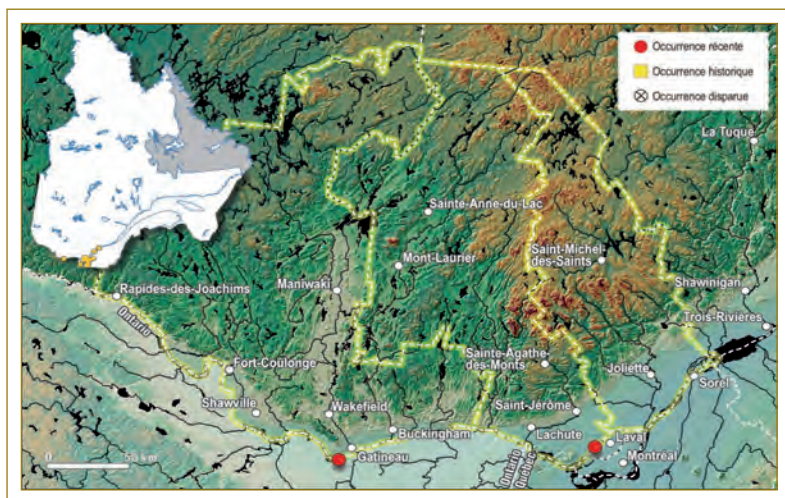 Occurrence récente
Occurrence historique
Occurrence disparue
La Tuque
Sainte-Anne-du-Lac
Saint-Michel-
des-Saints
Mont-Laurier
Maniwaki
Rapides-des-Joachims
Shawinigan
Trois-Rivières
Ontario
Fort-Coulonge
Sainte-Agathe-
des-Monts
Joliette
Sorel
Shawville
Wakefield
Saint-Jérôme
Buckingham
Lachute
Laval
Gatineau
Ontario
Québec
Montréal
0
50 km